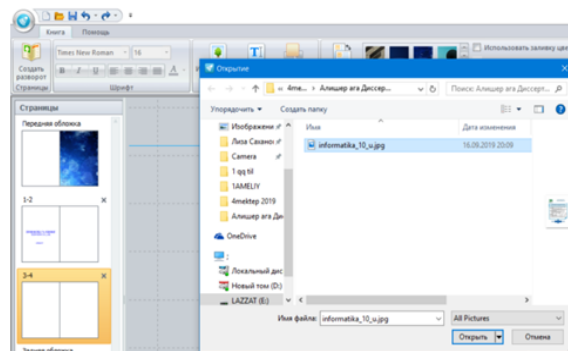 Книга Помощь
Times New Roman 16
Использовать заливку цве
Создать
разворот
Страницы Шрифт
Открытие
« 4me... › Алишер ага Диссер...
Поиск: Алишер ага Диссерт...
Упорядочить Создать папку
Страницы
Передняя обложка
1-2
3-4
Задняя обложка
Изображени
Лиза Сахано
Camera
1 qq til
1AMELIY
4mektep 2019
Алишер ага Ди
OneDrive
Локальный дис
Новый том (D:)
LAZZAT (E:)
Имя Дата изменения
informatika_10_u.jpg 16.09.2019 20:09
Имя файла: informatika_10_u.jpg All Pictures
Открыть Отмена